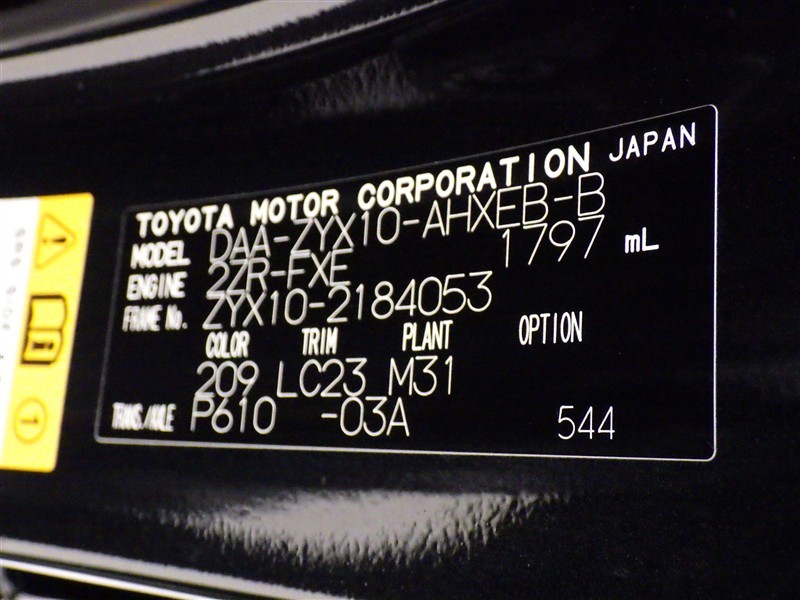 TOYOTA MOTOR CORPORATION JAPAN
MODEL DAA-ZYX10-AHXEB-B
ENGINE 2ZR-FXE 1797 mL
FRAME No. ZYX10-2184053
COLOR TRIM PLANT OPTION
209 LC23 M31
TRANS./AXLE P610 -03A 544